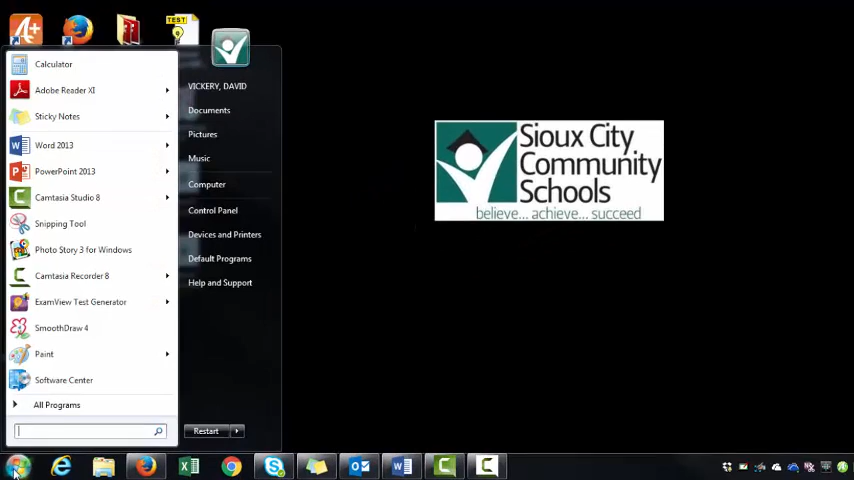 TEST
Calculator
Adobe Reader XI
Sticky Notes
Word 2013
PowerPoint 2013
Camtasia Studio 8
Snipping Tool
Photo Story 3 for Windows
Camtasia Recorder 8
ExamView Test Generator
SmoothDraw 4
Paint
Software Center
All Programs
VICKERY, DAVID
Documents
Pictures
Music
Computer
Control Panel
Devices and Printers
Default Programs
Help and Support
Restart
Sioux City
Community
Schools
believe... achieve... succeed